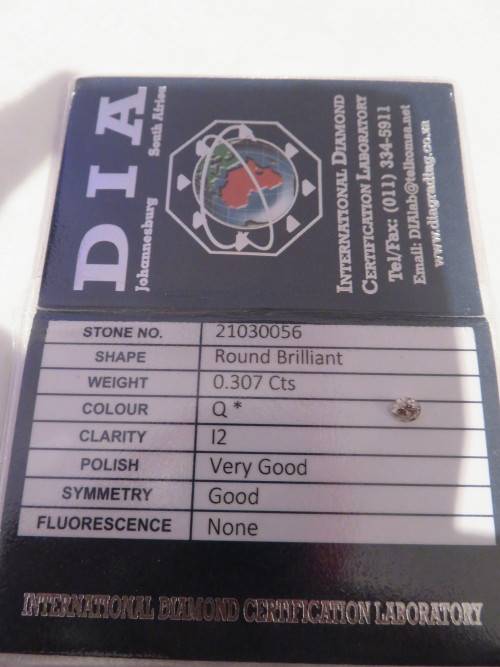 DIA
Johannesburg South Africa
INTERNATIONAL DIAMOND
CERTIFICATION LABORATORY
Tel/Fax: (011) 334-5911
Email: DIAlab@telkomsa.net
www.diagrading.co.za
STONE NO. 21030056
SHAPE Round Brilliant
WEIGHT 0.307 Cts
COLOUR Q *
CLARITY I2
POLISH Very Good
SYMMETRY Good
FLUORESCENCE None
INTERNATIONAL DIAMOND CERTIFICATION LABORATORY